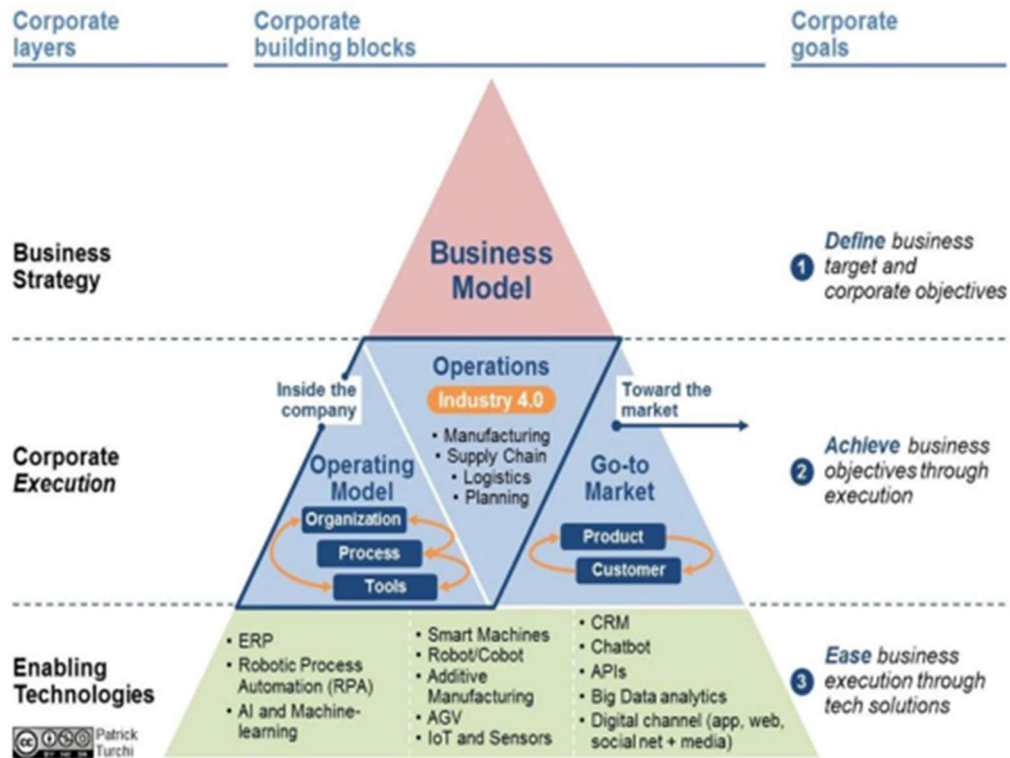 Corporate
layers
Corporate
building blocks
Corporate
goals
Business
Strategy
Business
Model
1
Define business
target and
corporate objectives
Corporate
Execution
Inside the
company
Operating
Model
Organization
Process
Tools
Operations
Industry 4.0
• Manufacturing
• Supply Chain
• Logistics
• Planning
Toward the
market
Go-to
Market
Product
Customer
2
Achieve business
objectives through
execution
Enabling
Technologies
• ERP
• Robotic Process
Automation (RPA)
• AI and Machine-
learning
• Smart Machines
• Robot/Cobot
• Additive
Manufacturing
• AGV
• IoT and Sensors
• CRM
• Chatbot
• APIs
• Big Data analytics
• Digital channel (app, web,
social net + media)
3
Ease business
execution through
tech solutions
cc
Patrick
Turchi